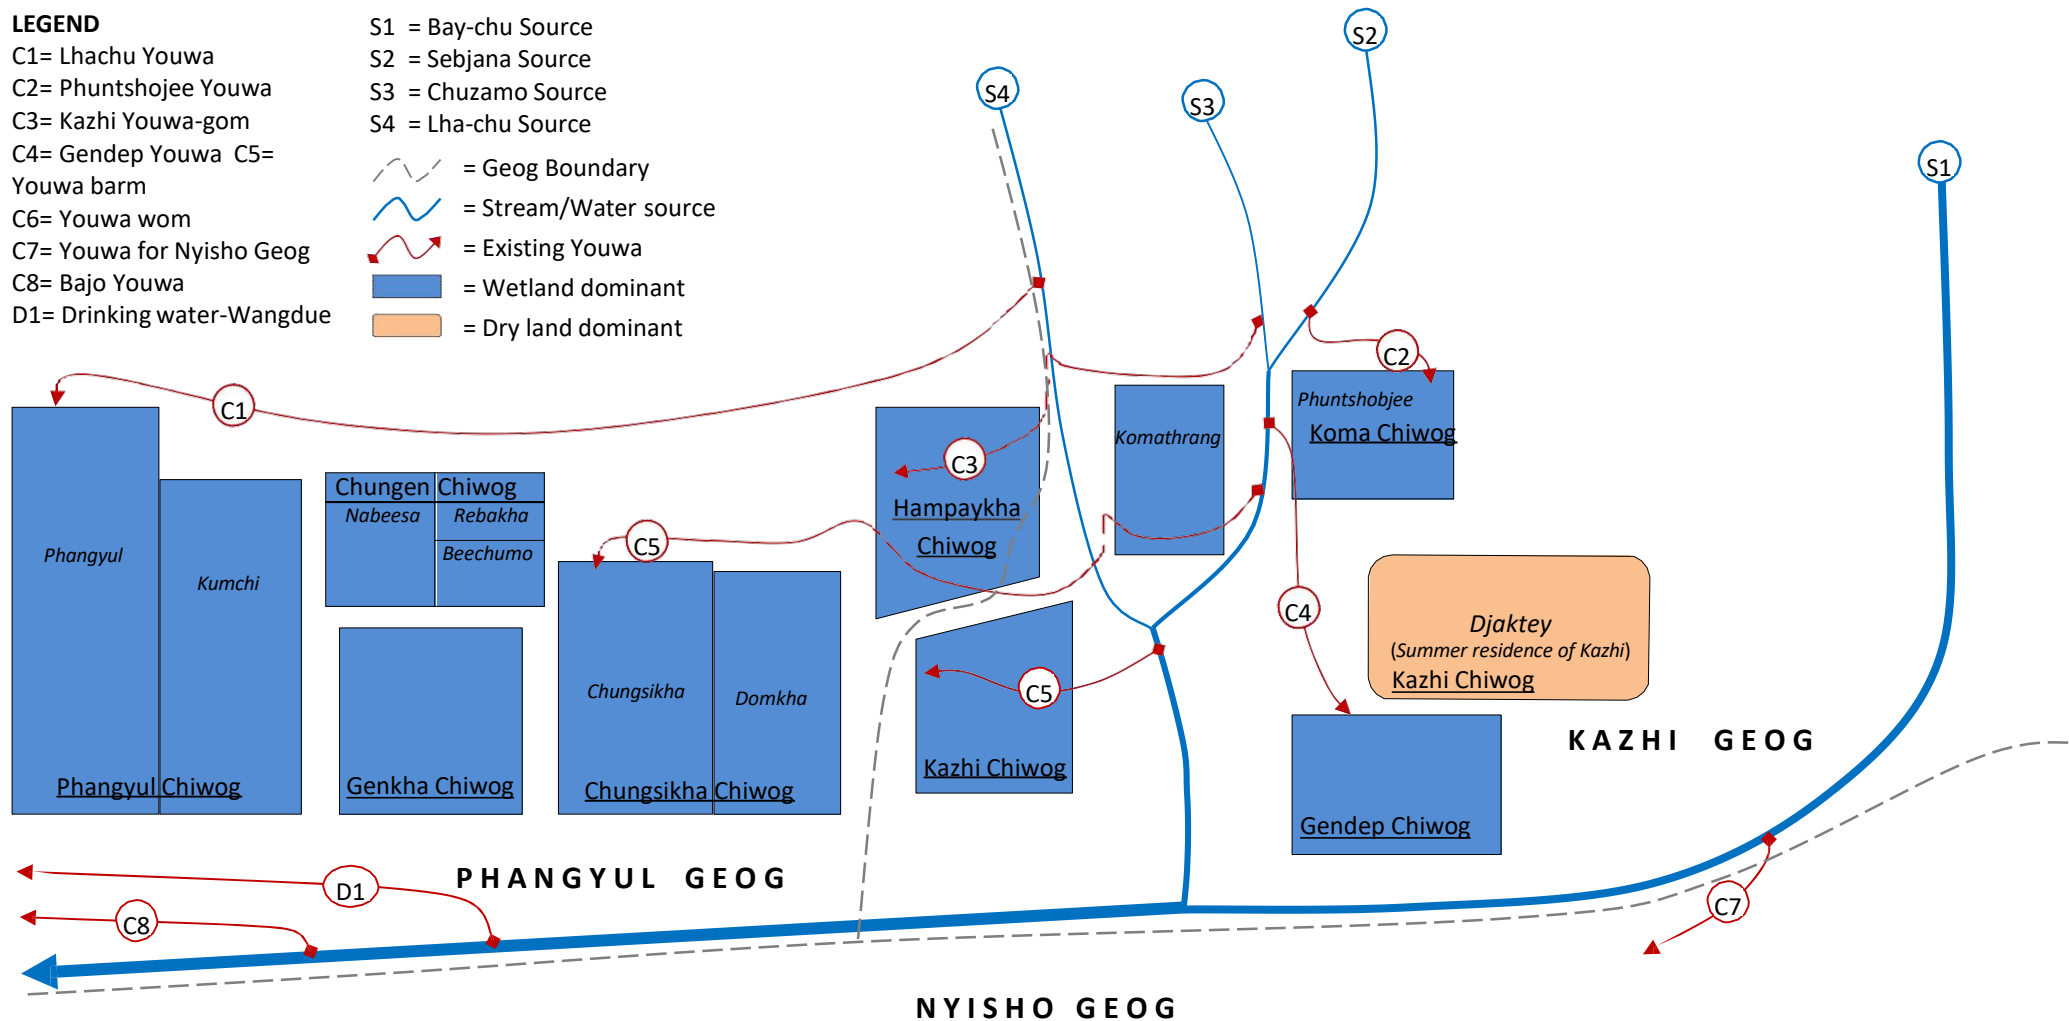 LEGEND
C1= Lhachu Youwa
C2= Phuntshojee Youwa
C3= Kazhi Youwa-gom
C4= Gendep Youwa  C5=
Youwa barm
C6= Youwa wom
C7= Youwa for Nyisho Geog
C8= Bajo Youwa
D1= Drinking water-Wangdue
S1 = Bay-chu Source
S2 = Sebjana Source
S3 = Chuzamo Source
S4 = Lha-chu Source
= Geog Boundary
= Stream/Water source
= Existing Youwa
= Wetland dominant
= Dry land dominant
S2
S4
S3
S1
C2
C1
Phuntshobjee
Koma Chiwog
Komathrang
C3
Hampaykha
Chiwog
Chungen Chiwog
Nabeesa
Rebakha
Beechumo
C5
Phangyul
Kumchi
C4
Djaktey
(Summer residence of Kazhi)
Kazhi Chiwog
Chungsikha
Domkha
C5
Kazhi Chiwog
KAZHI GEOG
Phangyul Chiwog
Genkha Chiwog
Chungsikha Chiwog
Gendep Chiwog
PHANGYUL GEOG
D1
C8
C7
NYISHO GEOG